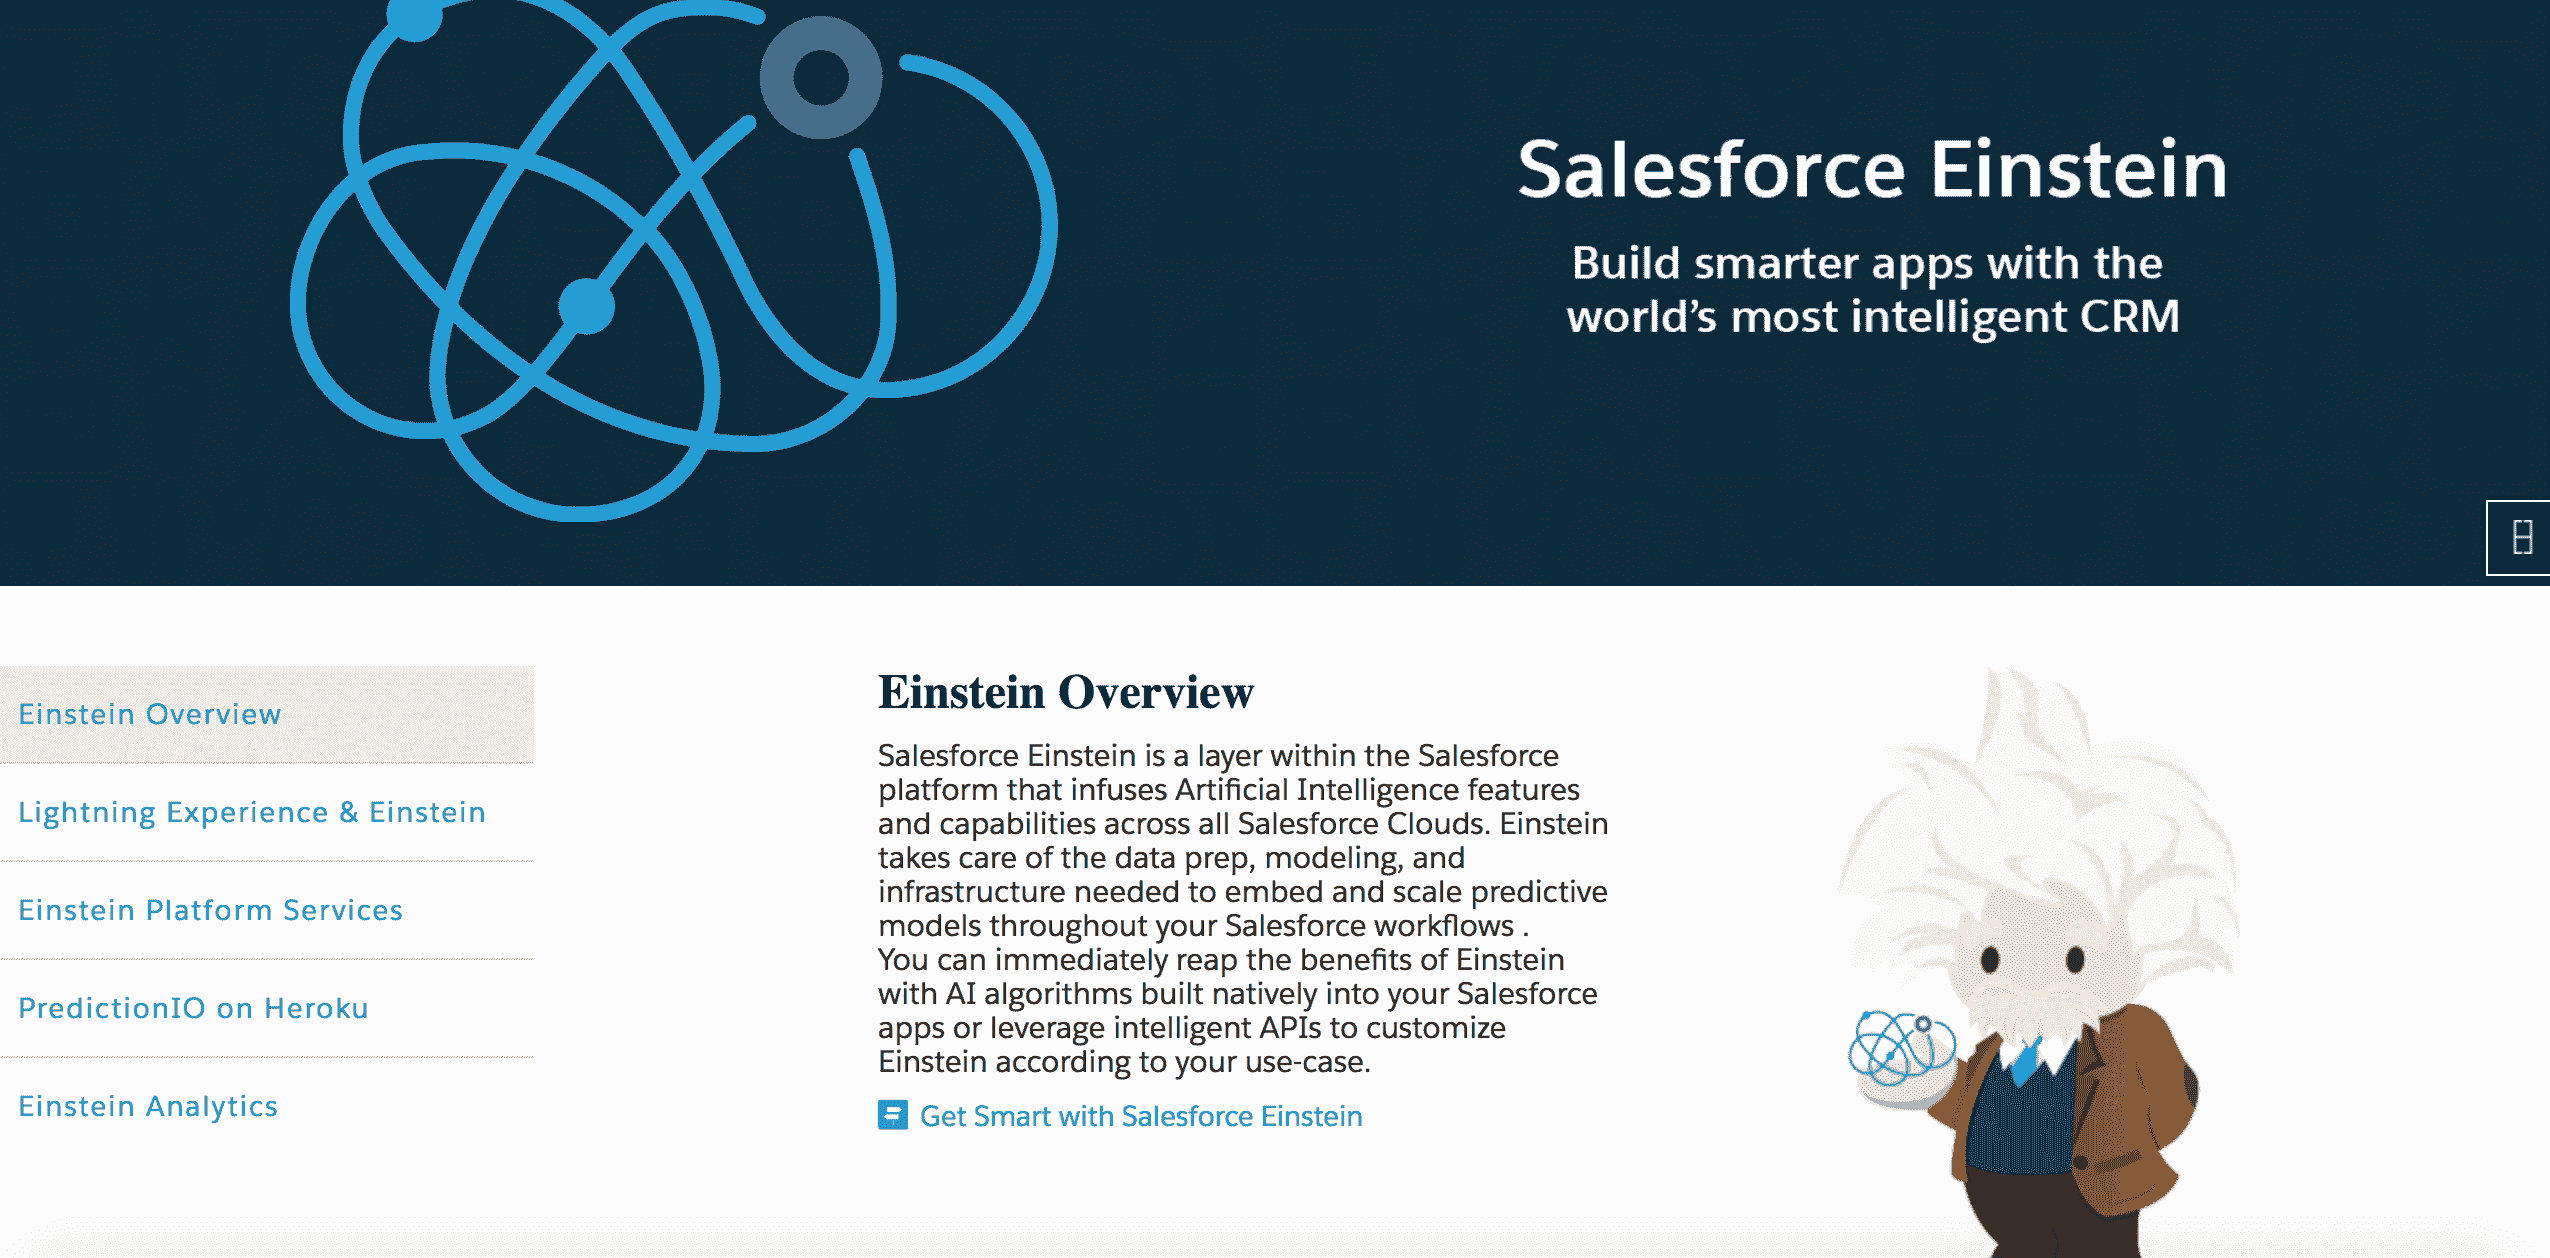 Salesforce Einstein
Build smarter apps with the
world's most intelligent CRM
Einstein Overview
Lightning Experience & Einstein
Einstein Platform Services
PredictionIO on Heroku
Einstein Analytics
Einstein Overview
Salesforce Einstein is a layer within the Salesforce
platform that infuses Artificial Intelligence features
and capabilities across all Salesforce Clouds. Einstein
takes care of the data prep, modeling, and
infrastructure needed to embed and scale predictive
models throughout your Salesforce workflows .
You can immediately reap the benefits of Einstein
with AI algorithms built natively into your Salesforce
apps or leverage intelligent APIs to customize
Einstein according to your use-case.
Get Smart with Salesforce Einstein